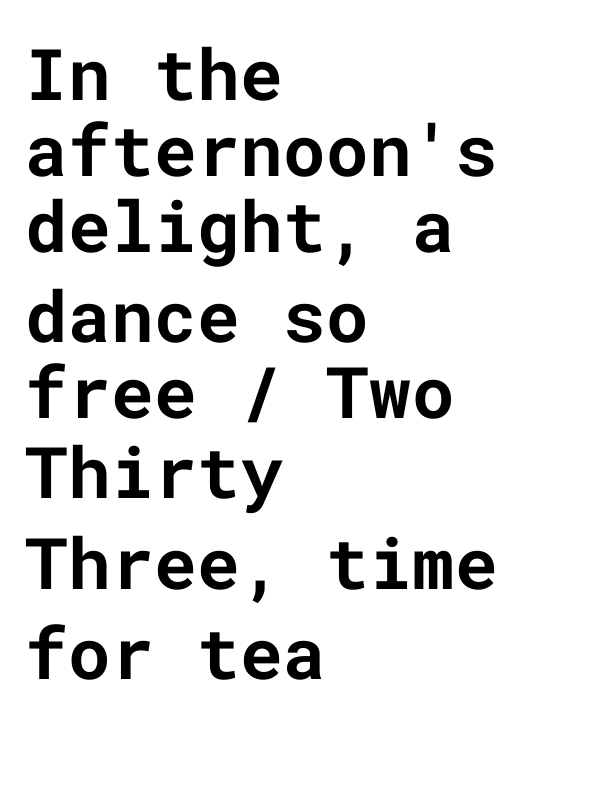 In the
afternoon's
delight, a
dance so
free / Two
Thirty
Three, time
for tea